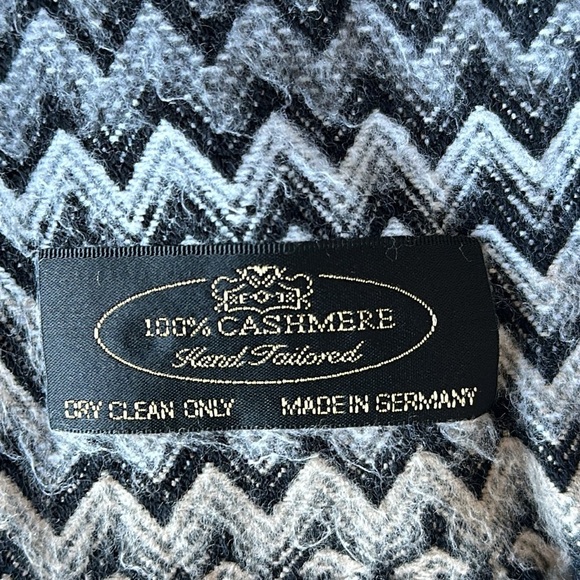 100% CASHMERE
Hand Tailored
DRY CLEAN ONLY MADE IN GERMANY